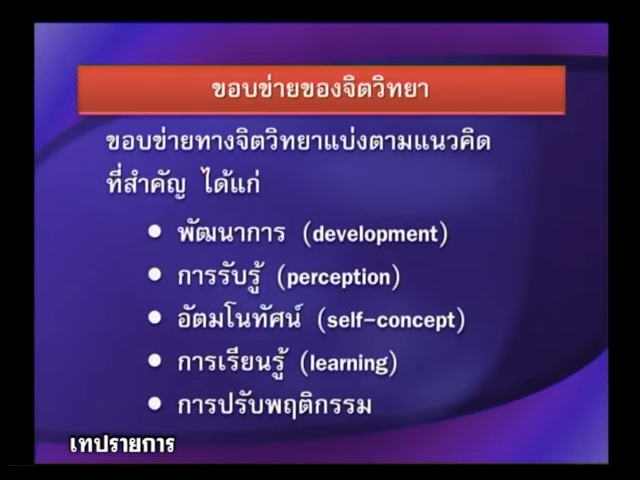 ขอบข่ายของจิตวิทยา
ขอบข่ายทางจิตวิทยาแบ่งตามแนวคิด
ที่สำคัญ ได้แก่
● พัฒนาการ (development)
● การรับรู้ (perception)
● อัตมโนทัศน์ (self-concept)
● การเรียนรู้ (learning)
● การปรับพฤติกรรม
เทปรายการ